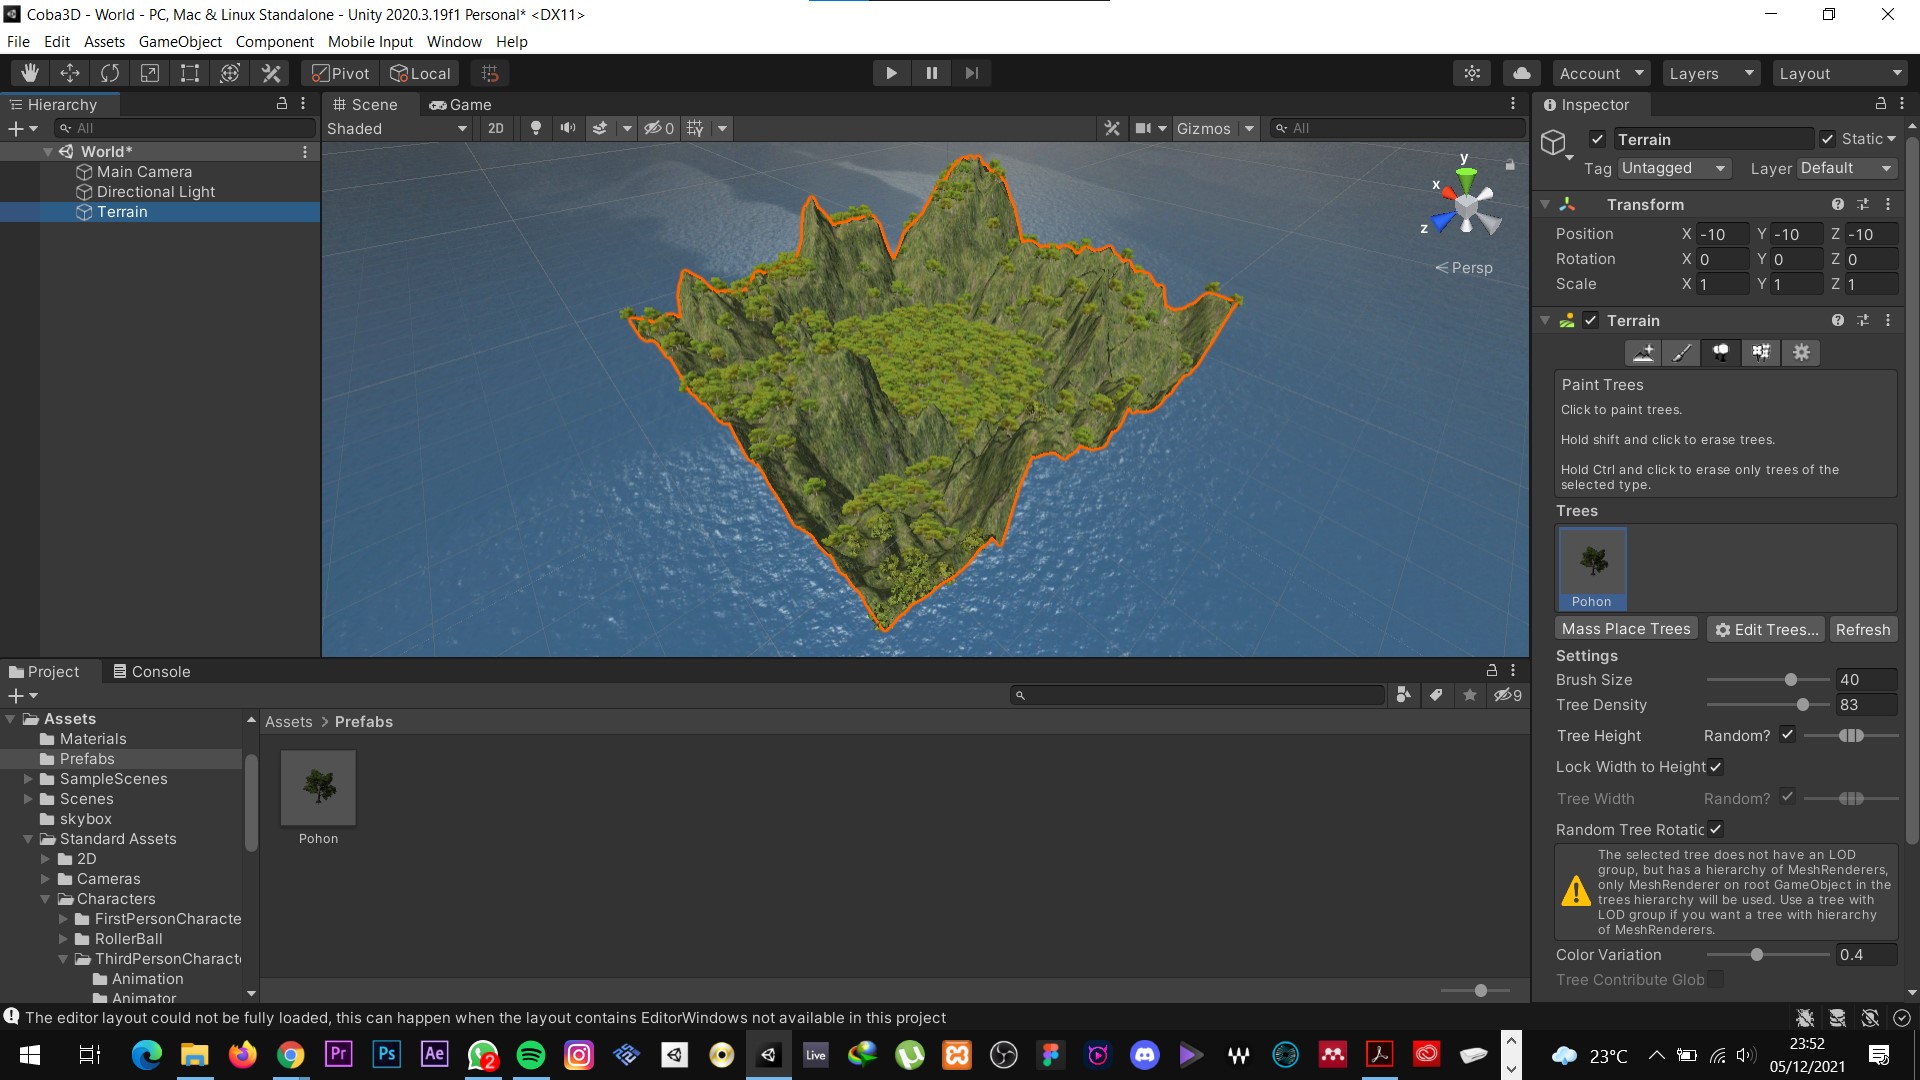 Coba3D - World - PC, Mac & Linux Standalone - Unity 2020.3.19f1 Personal* <DX11>
File Edit Assets GameObject Component Mobile Input Window Help
Pivot Local Account Layers Layout
Hierarchy
All
World*
Main Camera
Directional Light
Terrain
Scene Game
Shaded 2D 0 Gizmos All
y
x
z
Persp
Inspector
Terrain Static
Tag Untagged Layer Default
Transform
Position X -10 Y -10 Z -10
Rotation X 0 Y 0 Z 0
Scale X 1 Y 1 Z 1
Terrain
Paint Trees
Click to paint trees.
Hold shift and click to erase trees.
Hold Ctrl and click to erase only trees of the
selected type.
Trees
Pohon
Mass Place Trees Edit Trees... Refresh
Settings
Brush Size 40
Tree Density 83
Tree Height Random?
Lock Width to Height
Tree Width Random?
Random Tree Rotatic
The selected tree does not have an LOD
group, but has a hierarchy of MeshRenderers,
only MeshRenderer on root GameObject in the
trees hierarchy will be used. Use a tree with
LOD group if you want a tree with hierarchy
of MeshRenderers.
Color Variation 0.4
Tree Contribute Glob
Project Console
9
Assets
Materials
Prefabs
SampleScenes
Scenes
skybox
Standard Assets
2D
Cameras
Characters
FirstPersonCharacte
RollerBall
ThirdPersonCharact
Animation
Animator
Assets > Prefabs
Pohon
The editor layout could not be fully loaded, this can happen when the layout contains EditorWindows not available in this project
Pr Ps Ae 2 Live W
23°C
23:52
05/12/2021